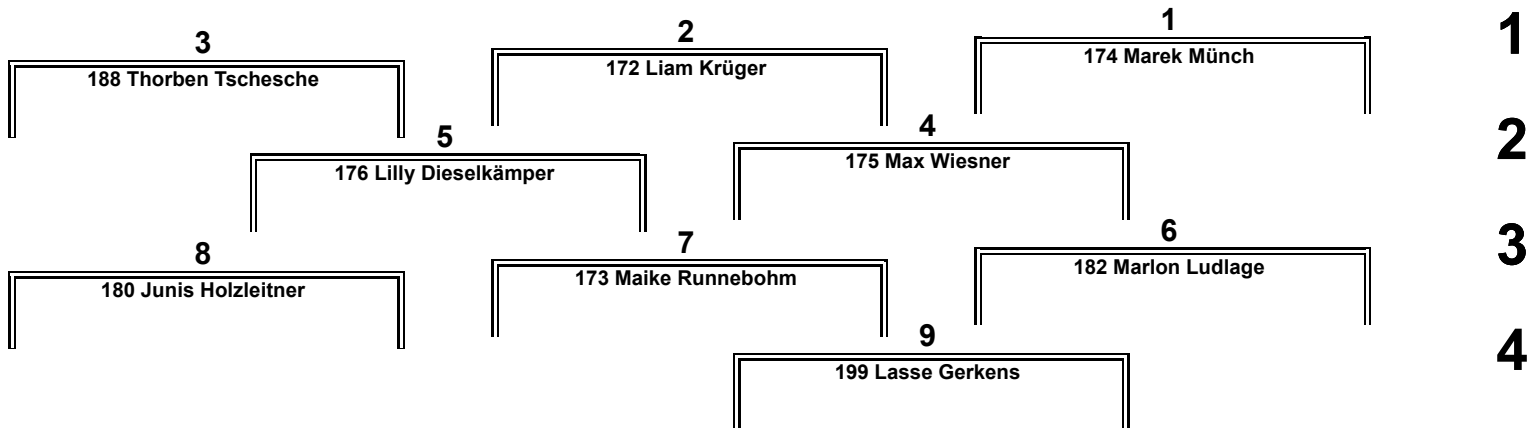 3 2 1 1
188 Thorben Tschesche 172 Liam Krüger 174 Marek Münch
5 4 2
176 Lilly Dieselkämper 175 Max Wiesner
8 7 6 3
180 Junis Holzleitner 173 Maike Runnebohm 182 Marlon Ludlage
9 4
199 Lasse Gerkens